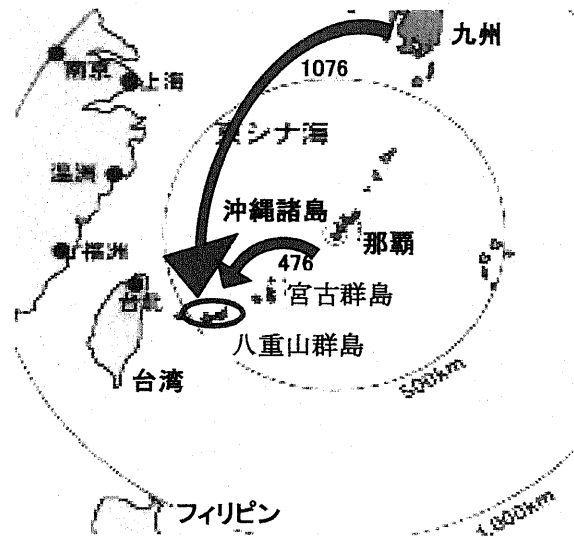 九州
南京
上海
1076
東シナ海
温洲
沖縄諸島
那覇
福洲
476
台北
宮古群島
八重山群島
台湾
500km
1,000km
フィリピン